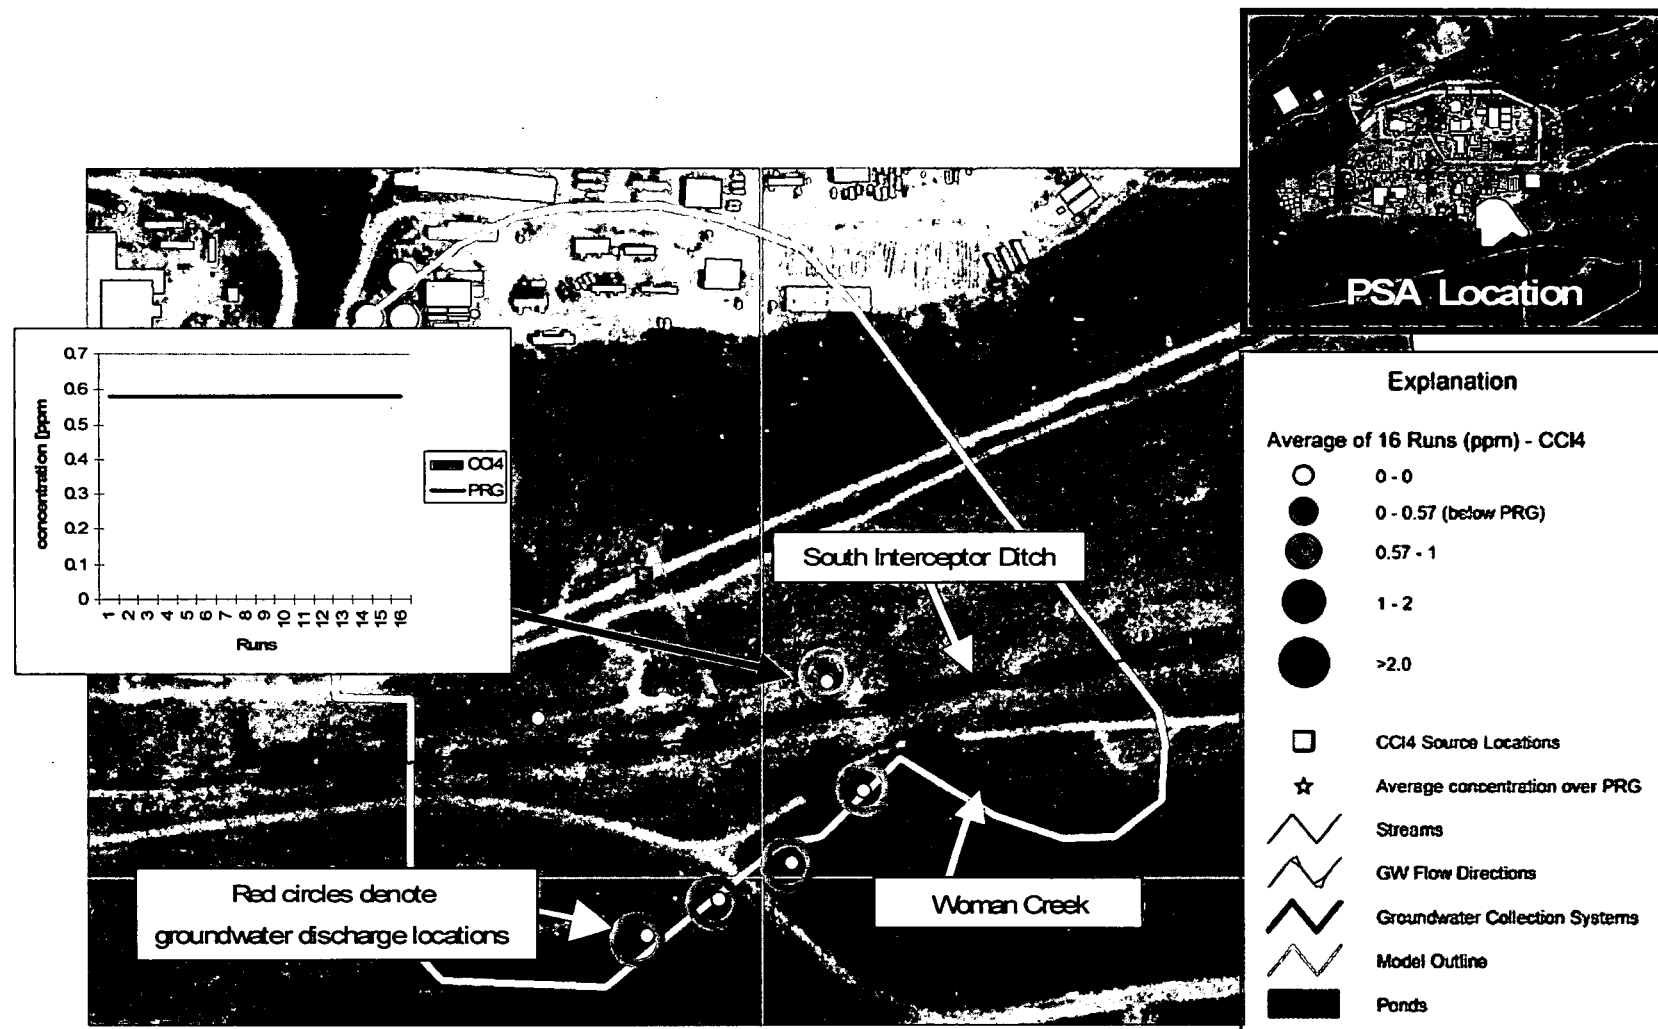 PSA Location
0.7
0.6
0.5
0.4
0.3
0.2
0.1
0
concentration [ppm
1 2 3 4 5 6 7 8 9 10 11 12 13 14 15 16
Runs
CCl4
PRG
South Interceptor Ditch
Woman Creek
Red circles denote
groundwater discharge locations
Explanation
Average of 16 Runs (ppm) - CCl4
0 - 0
0 - 0.57 (below PRG)
0.57 - 1
1 - 2
>2.0
CCl4 Source Locations
Average concentration over PRG
Streams
GW Flow Directions
Groundwater Collection Systems
Model Outline
Ponds